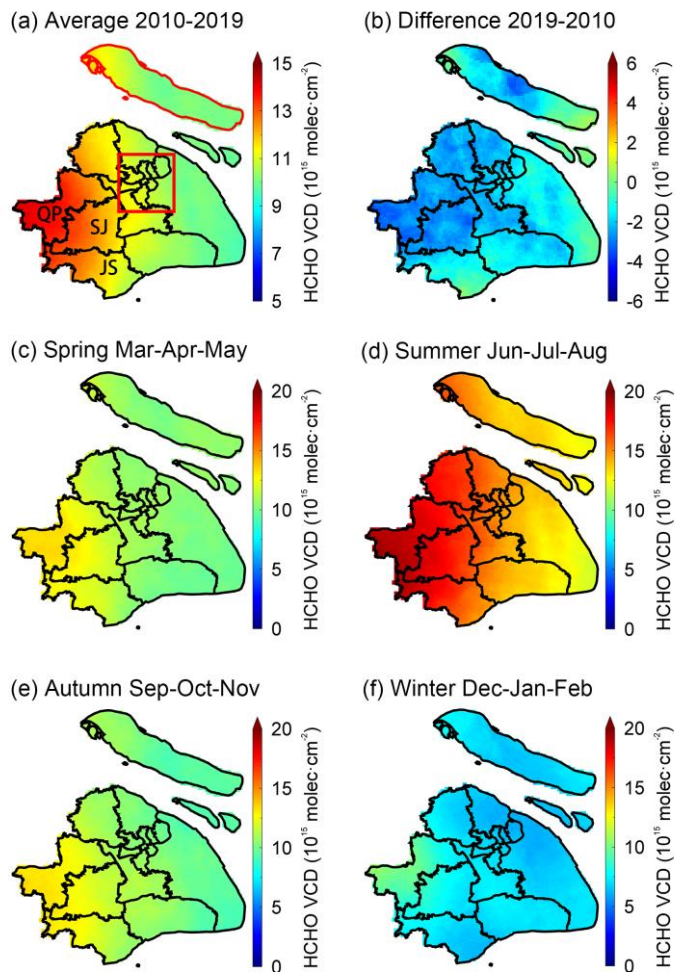 (a) Average 2010-2019
(b) Difference 2019-2010
15
13
11
9
7
5
HCHO VCD (10¹⁵ molec·cm⁻²)
QP
SJ
JS
6
4
2
0
-2
-4
-6
HCHO VCD (10¹⁵ molec·cm⁻²)
(c) Spring Mar-Apr-May
(d) Summer Jun-Jul-Aug
20
15
10
5
0
HCHO VCD (10¹⁵ molec·cm⁻²)
20
15
10
5
0
HCHO VCD (10¹⁵ molec·cm⁻²)
(e) Autumn Sep-Oct-Nov
(f) Winter Dec-Jan-Feb
20
15
10
5
0
HCHO VCD (10¹⁵ molec·cm⁻²)
20
15
10
5
0
HCHO VCD (10¹⁵ molec·cm⁻²)